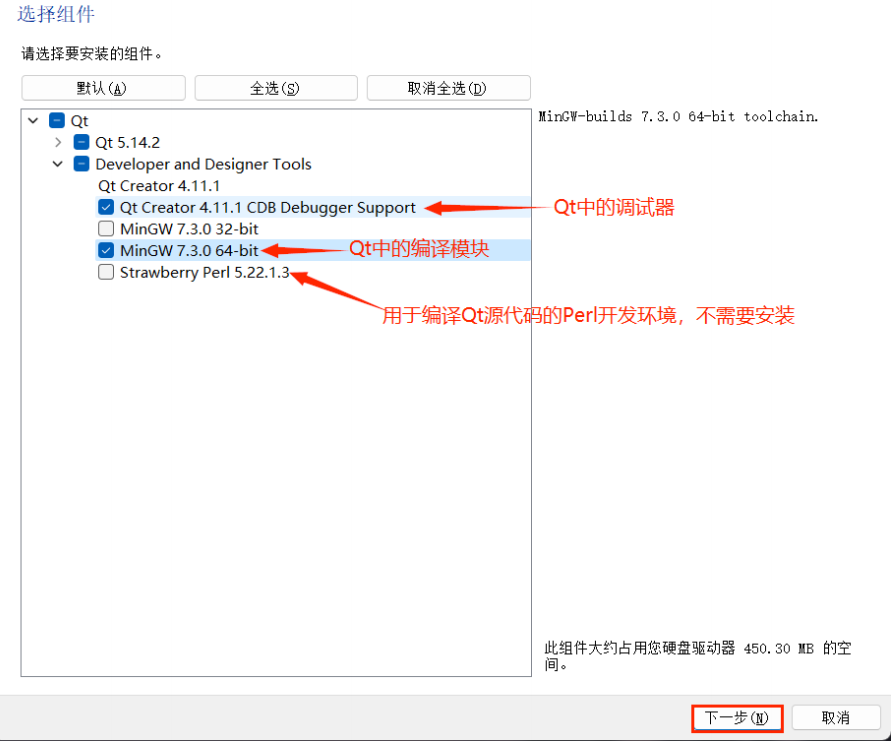 选择组件
请选择要安装的组件。
默认(A)
全选(S)
取消全选(D)
Qt
MinGW-builds 7.3.0 64-bit toolchain.
Qt 5.14.2
Developer and Designer Tools
Qt Creator 4.11.1
Qt Creator 4.11.1 CDB Debugger Support
Qt中的调试器
MinGW 7.3.0 32-bit
MinGW 7.3.0 64-bit
Qt中的编译模块
Strawberry Perl 5.22.1.3
用于编译Qt源代码的Perl开发环境，不需要安装
此组件大约占用您硬盘驱动器 450.30 MB 的空
间。
下一步(N)
取消